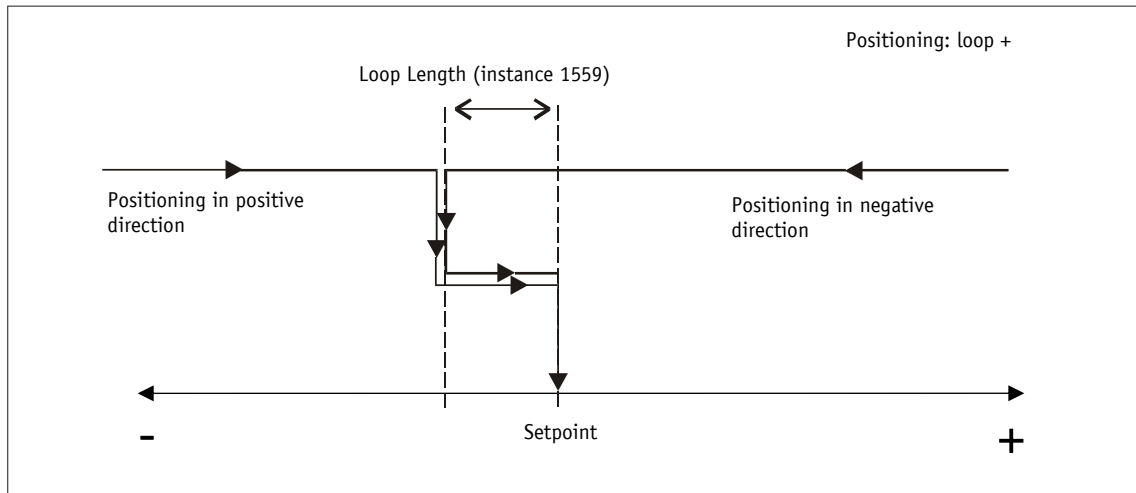 Positioning: loop +
Loop Length (instance 1559)
Positioning in positive
direction
Positioning in negative
direction
-
Setpoint
+